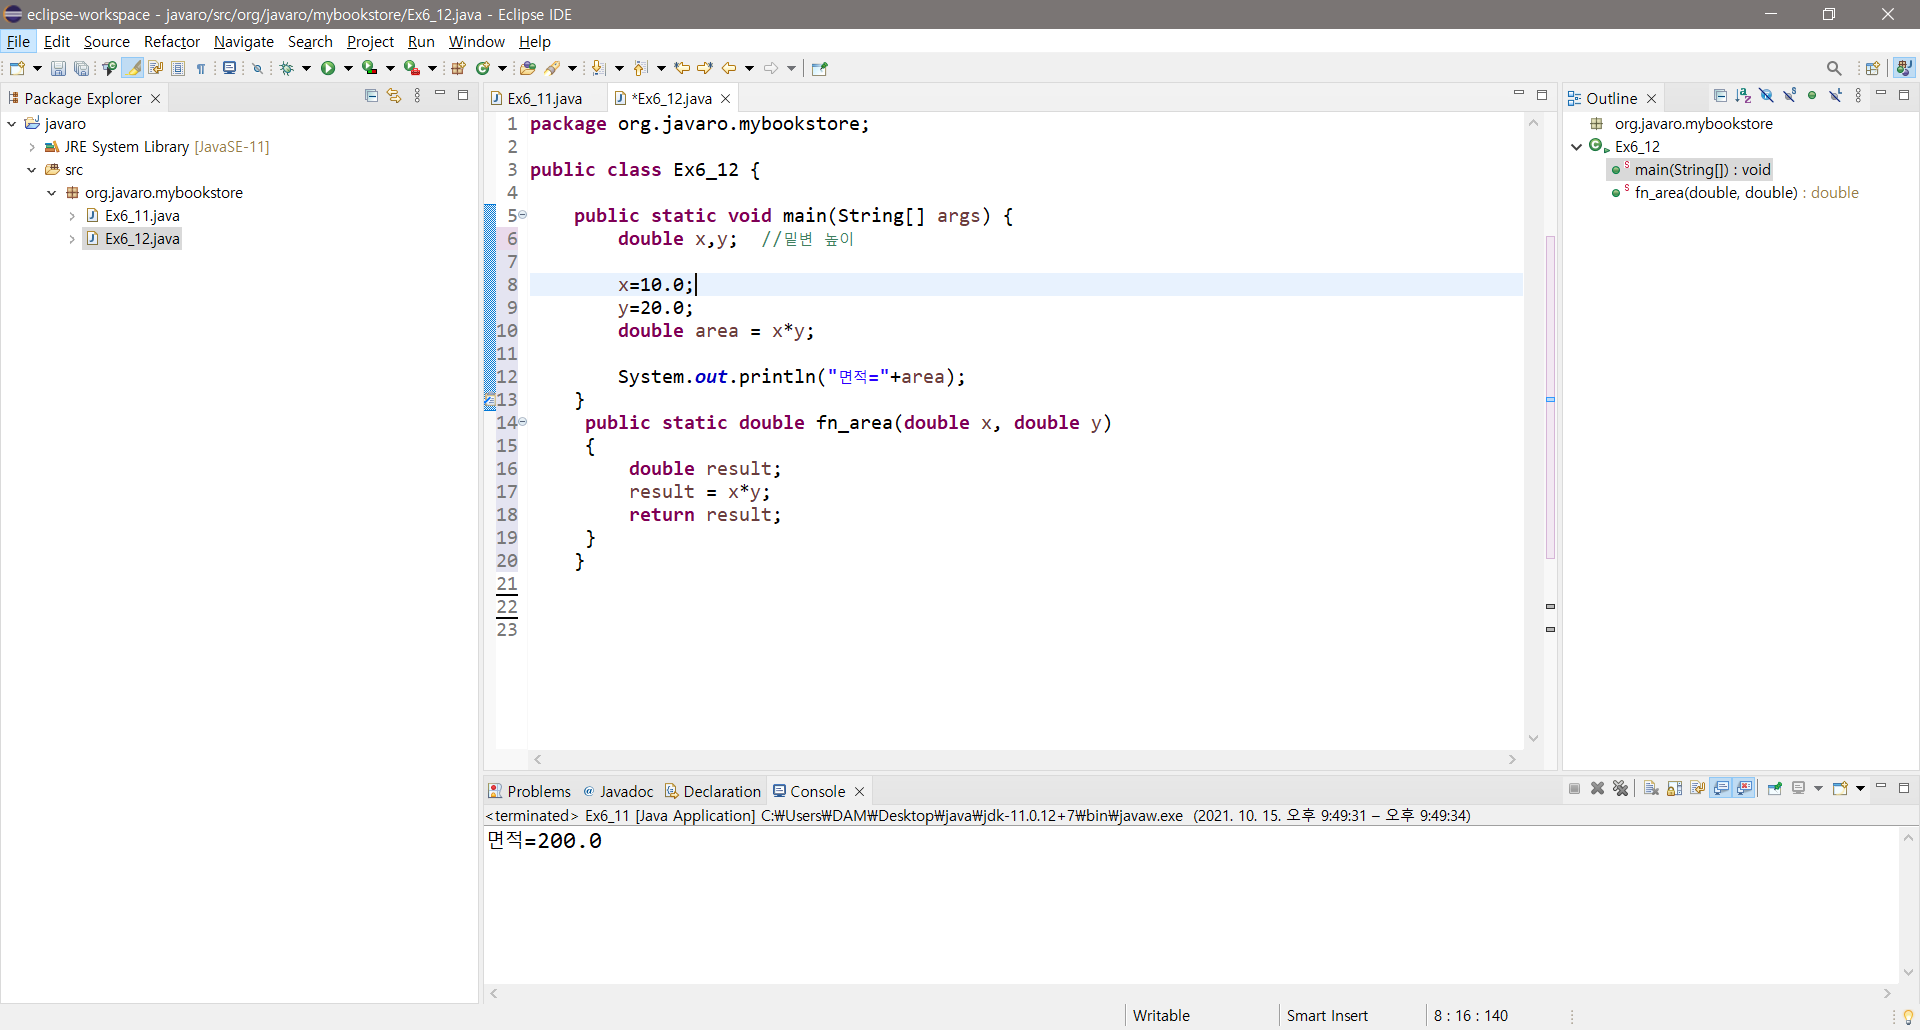 eclipse-workspace - javaro/src/org/javaro/mybookstore/Ex6_12.java - Eclipse IDE
File Edit Source Refactor Navigate Search Project Run Window Help
Package Explorer
javaro
JRE System Library [JavaSE-11]
src
org.javaro.mybookstore
Ex6_11.java
Ex6_12.java
Ex6_11.java *Ex6_12.java
1 package org.javaro.mybookstore;
2
3 public class Ex6_12 {
4
5 public static void main(String[] args) {
6 double x,y; //밑변 높이
7
8 x=10.0;
9 y=20.0;
10 double area = x*y;
11
12 System.out.println("면적="+area);
13 }
14 public static double fn_area(double x, double y)
15 {
16 double result;
17 result = x*y;
18 return result;
19 }
20 }
21
22
23
Outline
org.javaro.mybookstore
Ex6_12
main(String[]) : void
fn_area(double, double) : double
Problems @ Javadoc Declaration Console
<terminated> Ex6_11 [Java Application] C:₩Users₩DAM₩Desktop₩java₩jdk-11.0.12+7₩bin₩javaw.exe (2021. 10. 15. 오후 9:49:31 – 오후 9:49:34)
면적=200.0
Writable Smart Insert 8 : 16 : 140